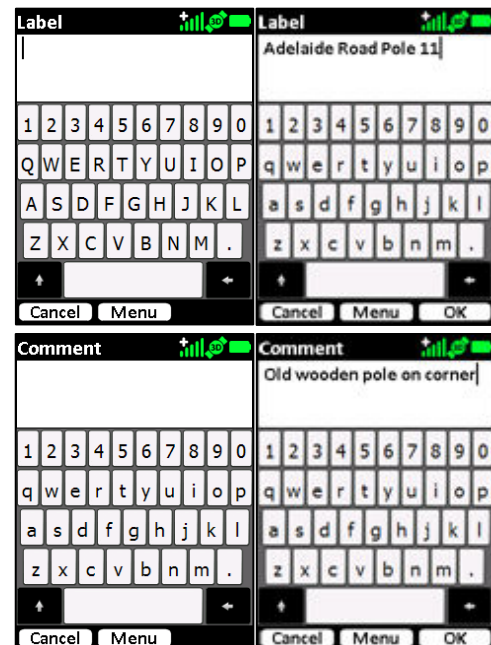 Label
1 2 3 4 5 6 7 8 9 0
Q W E R T Y U I O P
A S D F G H J K L
Z X C V B N M .
Cancel Menu
Label
Adelaide Road Pole 11
1 2 3 4 5 6 7 8 9 0
q w e r t y u i o p
a s d f g h j k l
z x c v b n m .
Cancel Menu OK
Comment
1 2 3 4 5 6 7 8 9 0
q w e r t y u i o p
a s d f g h j k l
z x c v b n m .
Cancel Menu
Comment
Old wooden pole on corner
1 2 3 4 5 6 7 8 9 0
q w e r t y u i o p
a s d f g h j k l
z x c v b n m .
Cancel Menu OK